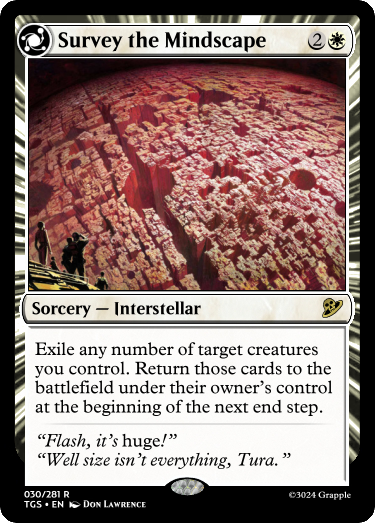 Survey the Mindscape 2
Sorcery — Interstellar
Exile any number of target creatures
you control. Return those cards to the
battlefield under their owner's control
at the beginning of the next end step.
“Flash, it's huge!”
“Well size isn't everything, Tura.”
030/281 R
TGS • EN Don Lawrence
©3024 Grapple